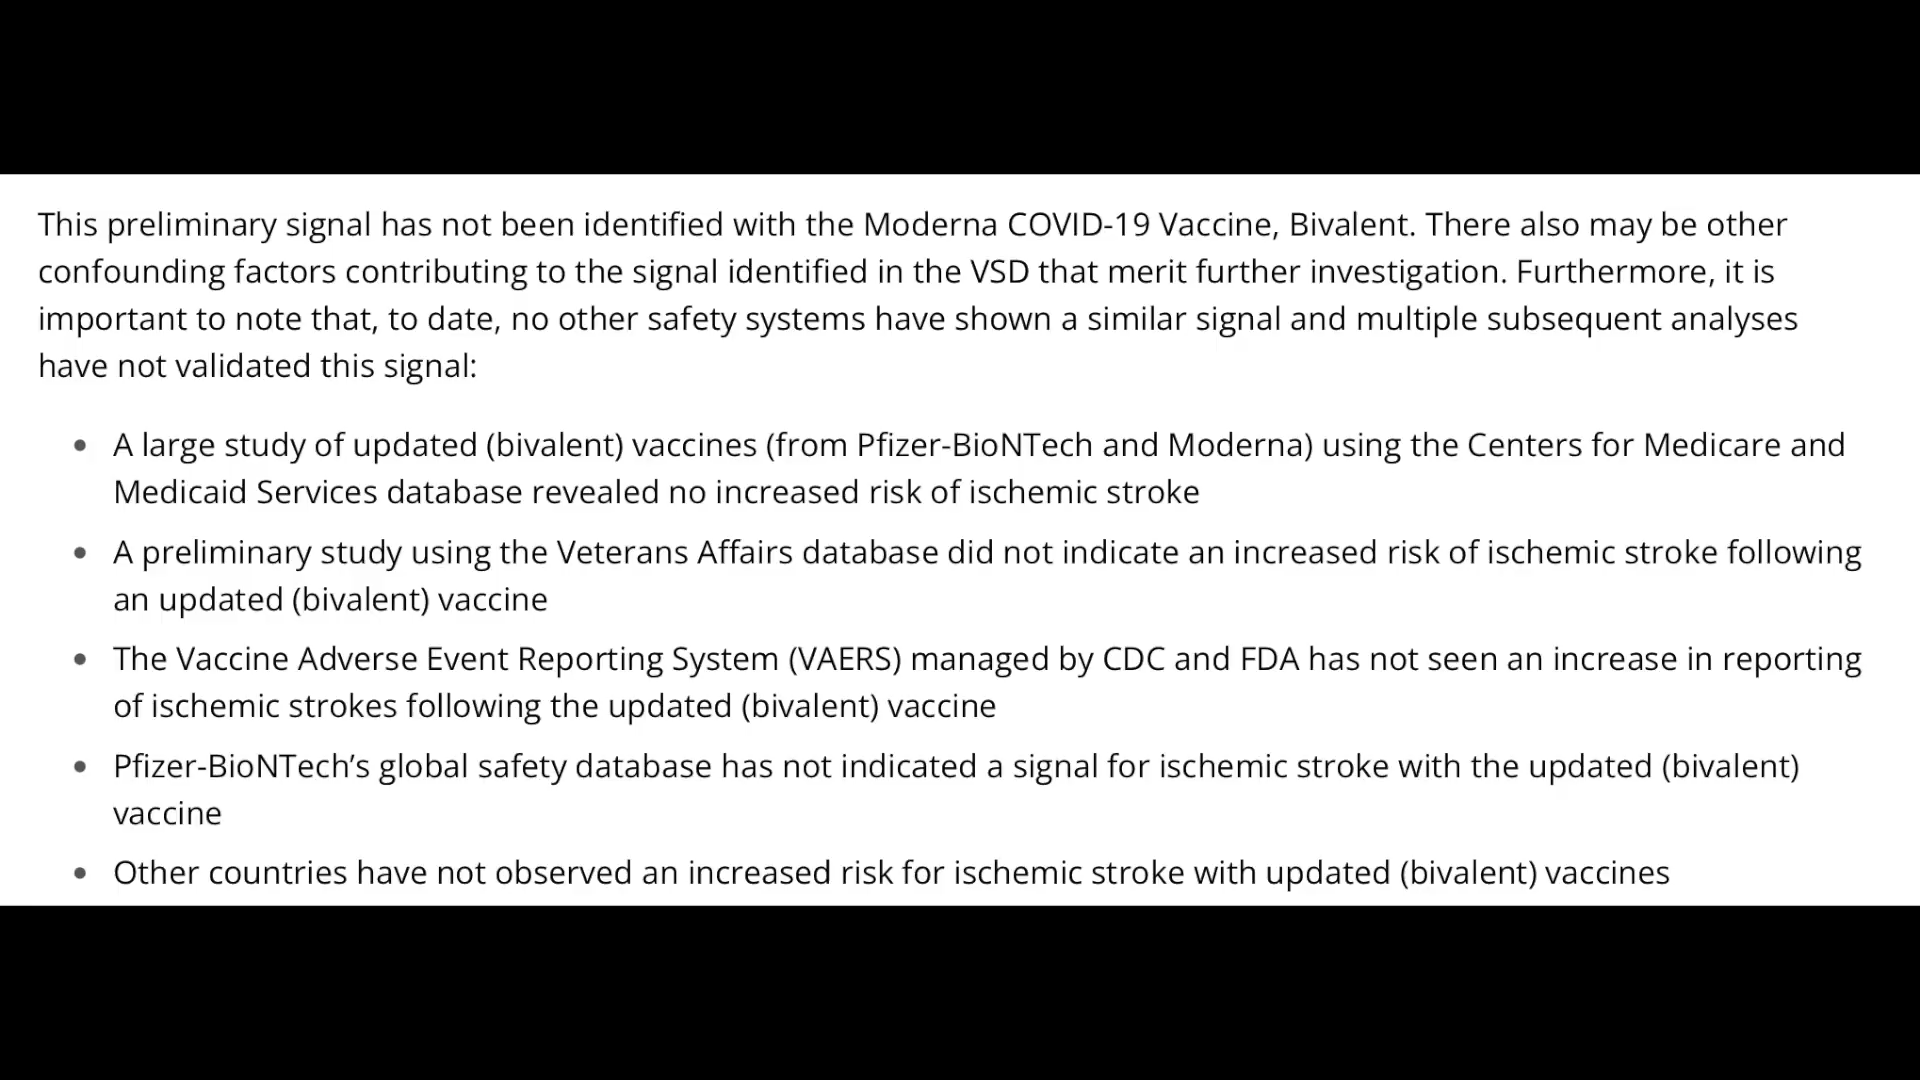 This preliminary signal has not been identified with the Moderna COVID-19 Vaccine, Bivalent. There also may be other
confounding factors contributing to the signal identified in the VSD that merit further investigation. Furthermore, it is
important to note that, to date, no other safety systems have shown a similar signal and multiple subsequent analyses
have not validated this signal:
• A large study of updated (bivalent) vaccines (from Pfizer-BioNTech and Moderna) using the Centers for Medicare and
Medicaid Services database revealed no increased risk of ischemic stroke
• A preliminary study using the Veterans Affairs database did not indicate an increased risk of ischemic stroke following
an updated (bivalent) vaccine
• The Vaccine Adverse Event Reporting System (VAERS) managed by CDC and FDA has not seen an increase in reporting
of ischemic strokes following the updated (bivalent) vaccine
• Pfizer-BioNTech’s global safety database has not indicated a signal for ischemic stroke with the updated (bivalent)
vaccine
• Other countries have not observed an increased risk for ischemic stroke with updated (bivalent) vaccines